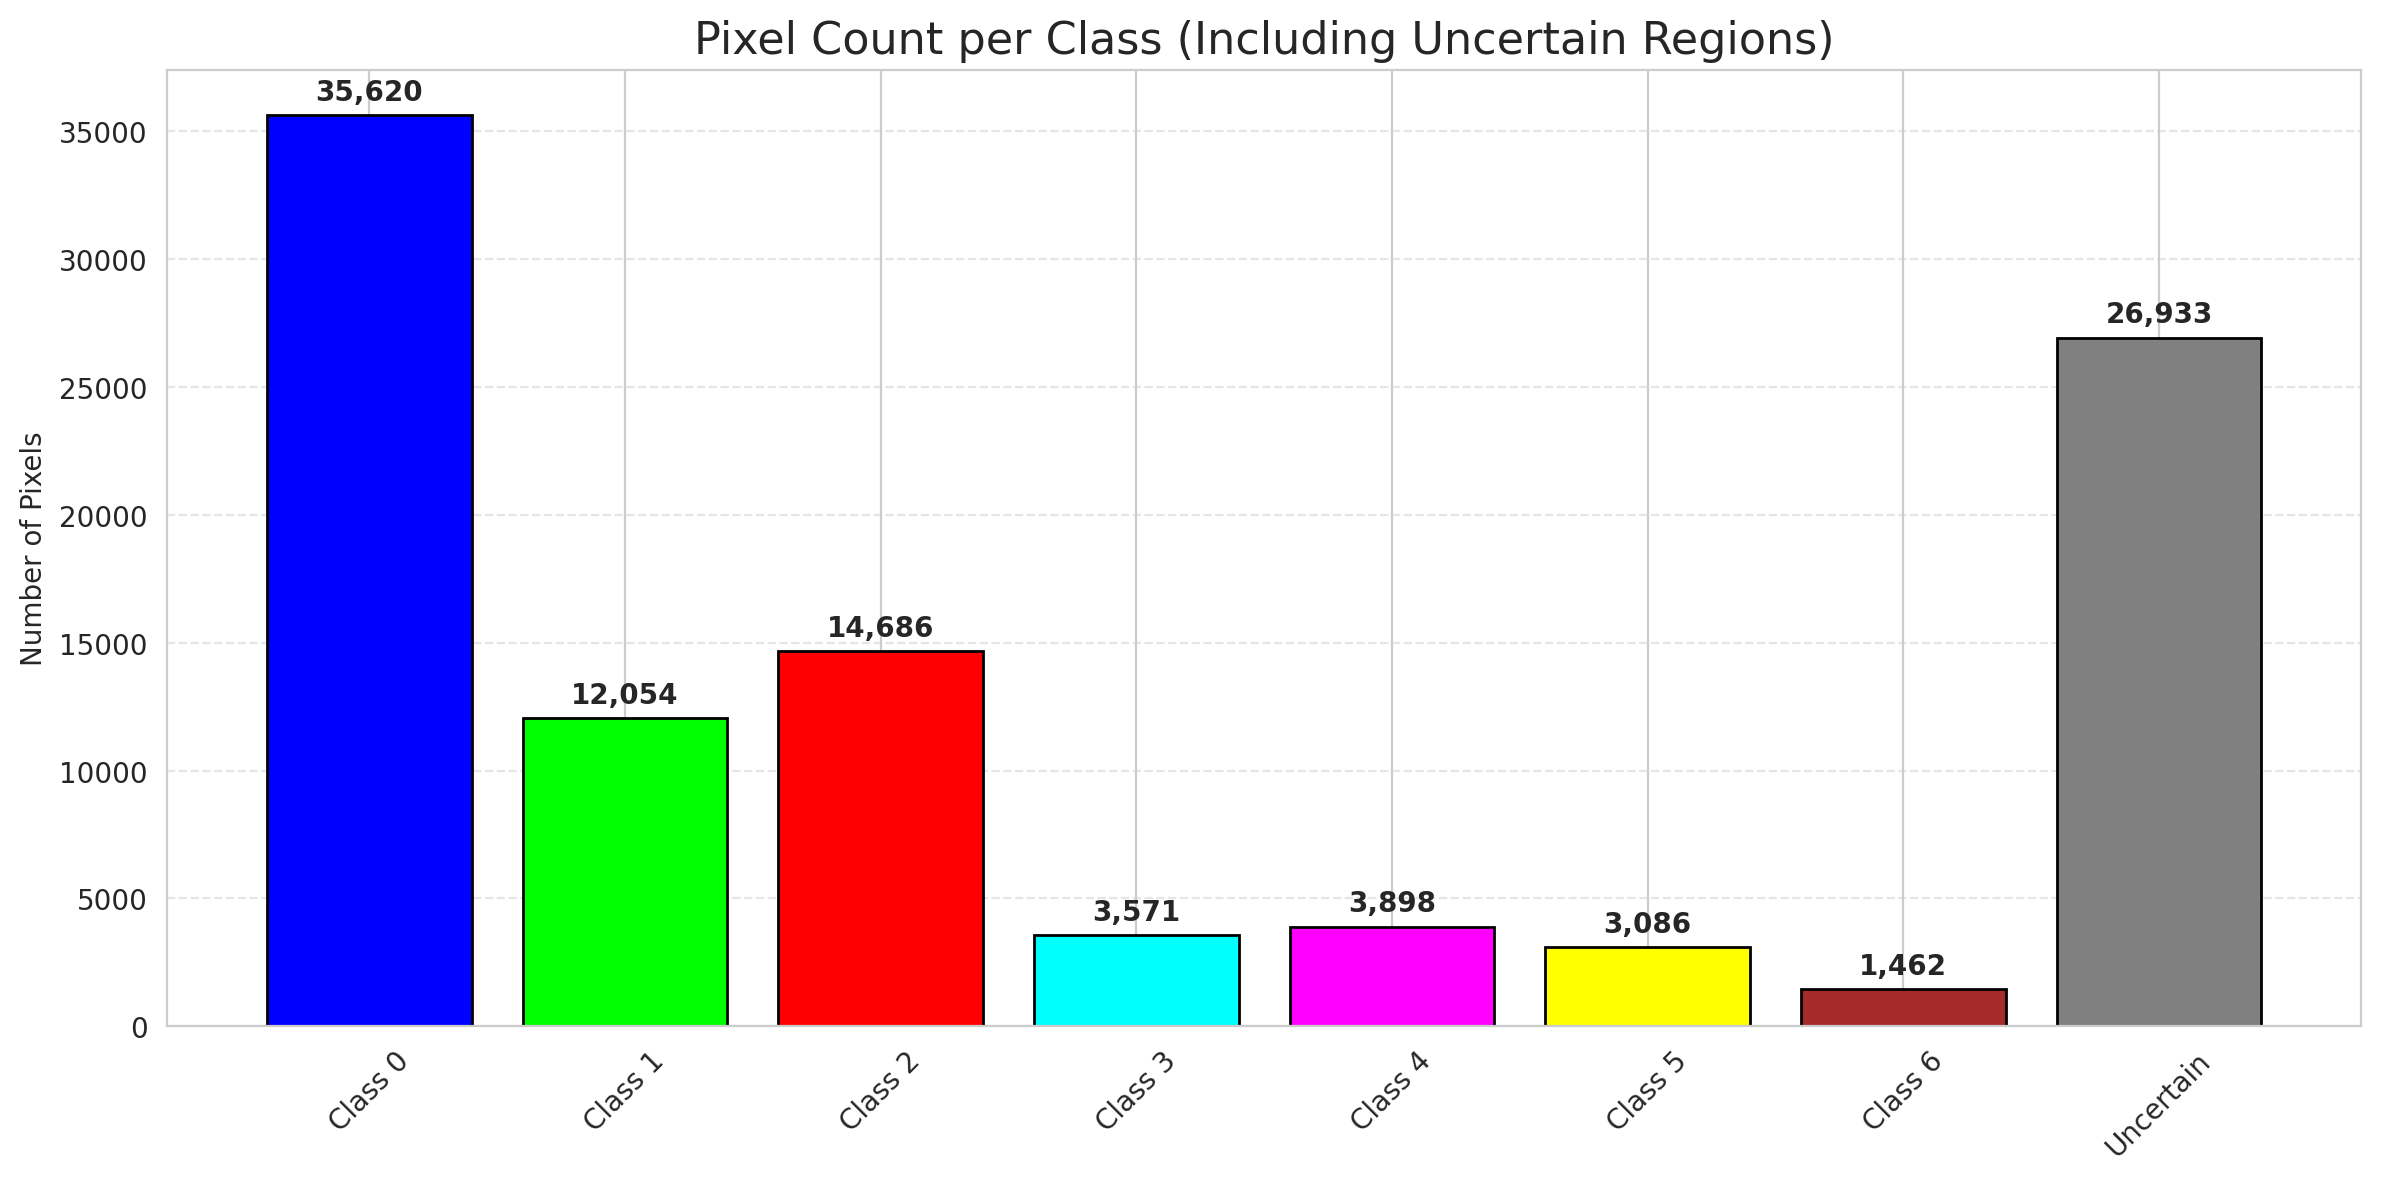 Pixel Count per Class (Including Uncertain Regions)
Number of Pixels
35000
30000
25000
20000
15000
10000
5000
0
35,620
12,054
14,686
3,571
3,898
3,086
1,462
26,933
Class 0
Class 1
Class 2
Class 3
Class 4
Class 5
Class 6
Uncertain